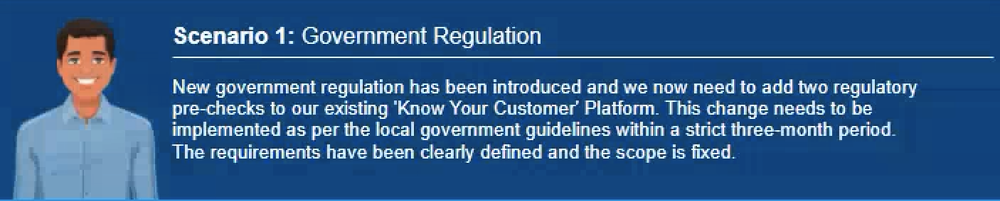 Scenario 1: Government Regulation
New government regulation has been introduced and we now need to add two regulatory
pre-checks to our existing 'Know Your Customer' Platform. This change needs to be
implemented as per the local government guidelines within a strict three-month period.
The requirements have been clearly defined and the scope is fixed.